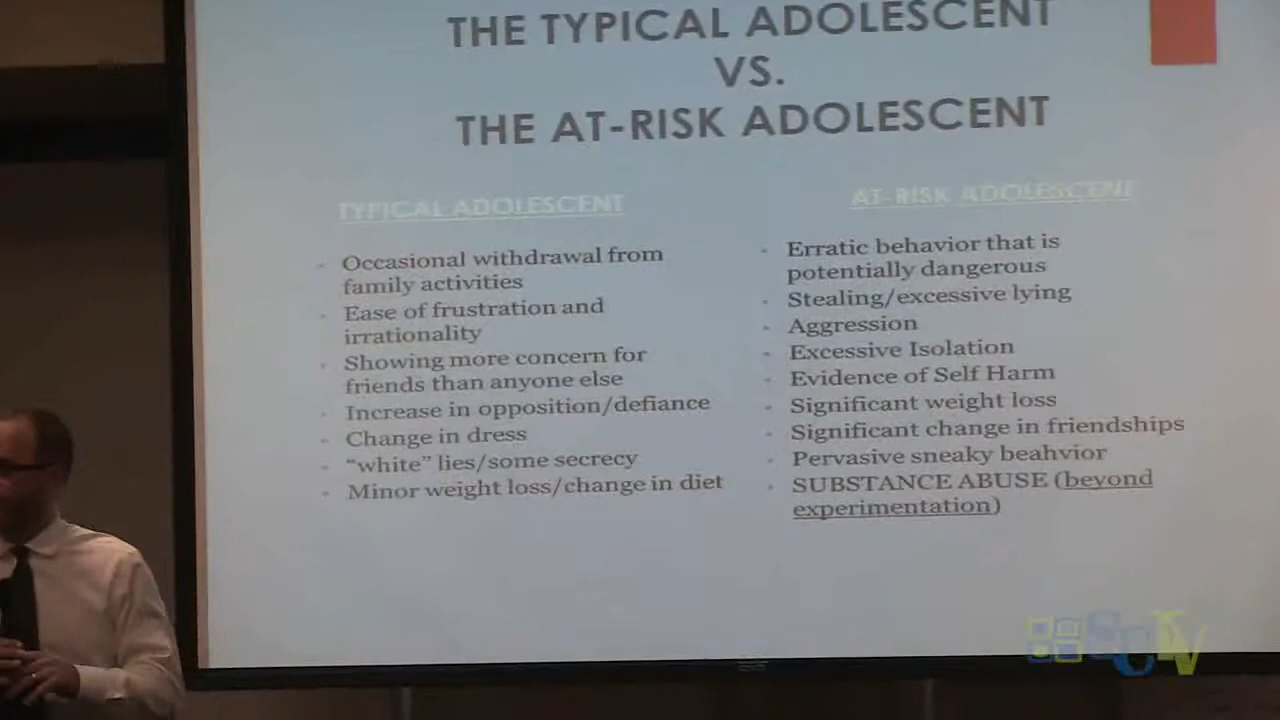 THE TYPICAL ADOLESCENT
VS.
THE AT-RISK ADOLESCENT
TYPICAL ADOLESCENT
Occasional withdrawal from
family activities
Ease of frustration and
irrationality
Showing more concern for
friends than anyone else
Increase in opposition/defiance
Change in dress
“white” lies/some secrecy
Minor weight loss/change in diet
AT-RISK ADOLESCENT
Erratic behavior that is
potentially dangerous
Stealing/excessive lying
Aggression
Excessive Isolation
Evidence of Self Harm
Significant weight loss
Significant change in friendships
Pervasive sneaky beahvior
SUBSTANCE ABUSE (beyond
experimentation)
SCTV